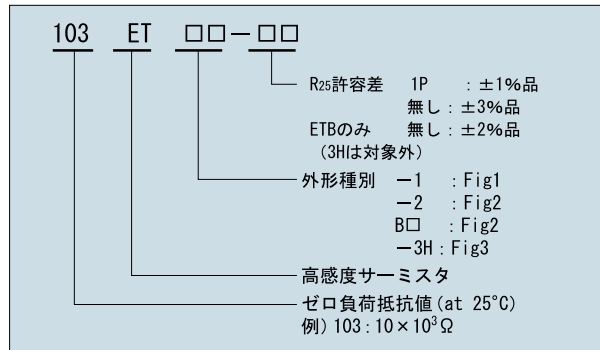 103 ET □□-□□
R25許容差 1P : ±1%品
無し : ±3%品
ETBのみ 無し : ±2%品
(3Hは対象外)
外形種別 -1 : Fig1
-2 : Fig2
B□ : Fig2
-3H : Fig3
高感度サーミスタ
ゼロ負荷抵抗値(at 25°C)
例) 103 : 10×10³Ω